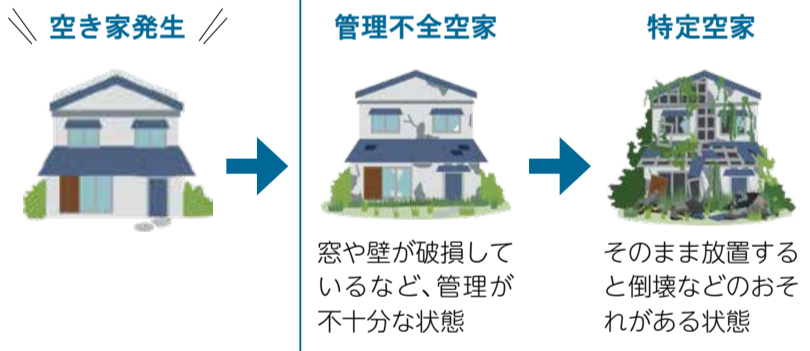 空き家発生
管理不全空家
窓や壁が破損して
いるなど、管理が
不十分な状態
特定空家
そのまま放置する
と倒壊などのおそ
れがある状態